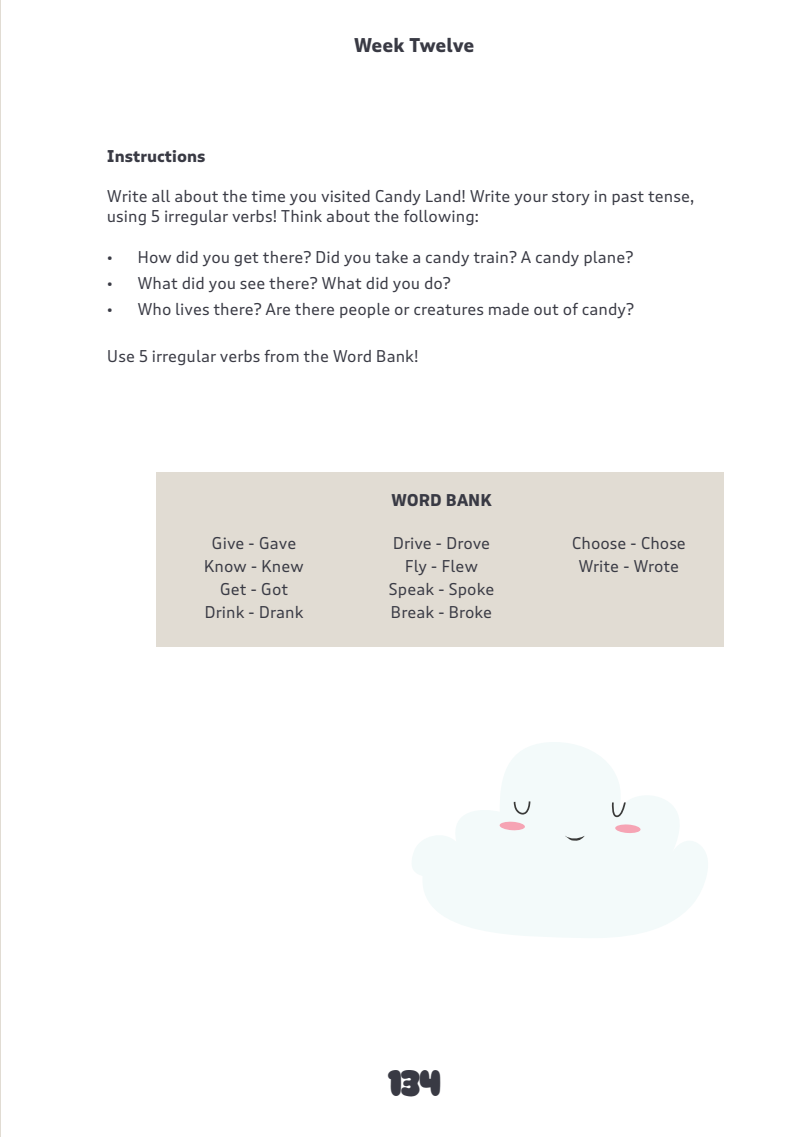 Week Twelve
Instructions
Write all about the time you visited Candy Land! Write your story in past tense,
using 5 irregular verbs! Think about the following:
• How did you get there? Did you take a candy train? A candy plane?
• What did you see there? What did you do?
• Who lives there? Are there people or creatures made out of candy?
Use 5 irregular verbs from the Word Bank!
WORD BANK
Give - Gave
Know - Knew
Get - Got
Drink - Drank
Drive - Drove
Fly - Flew
Speak - Spoke
Break - Broke
Choose - Chose
Write - Wrote
134